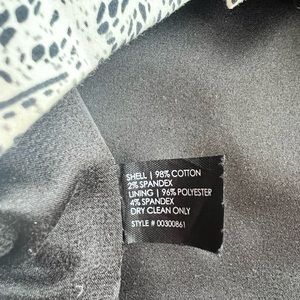 SHELL | 98% COTTON
2% SPANDEX
LINING | 96% POLYESTER
4% SPANDEX
DRY CLEAN ONLY
STYLE # 00300861